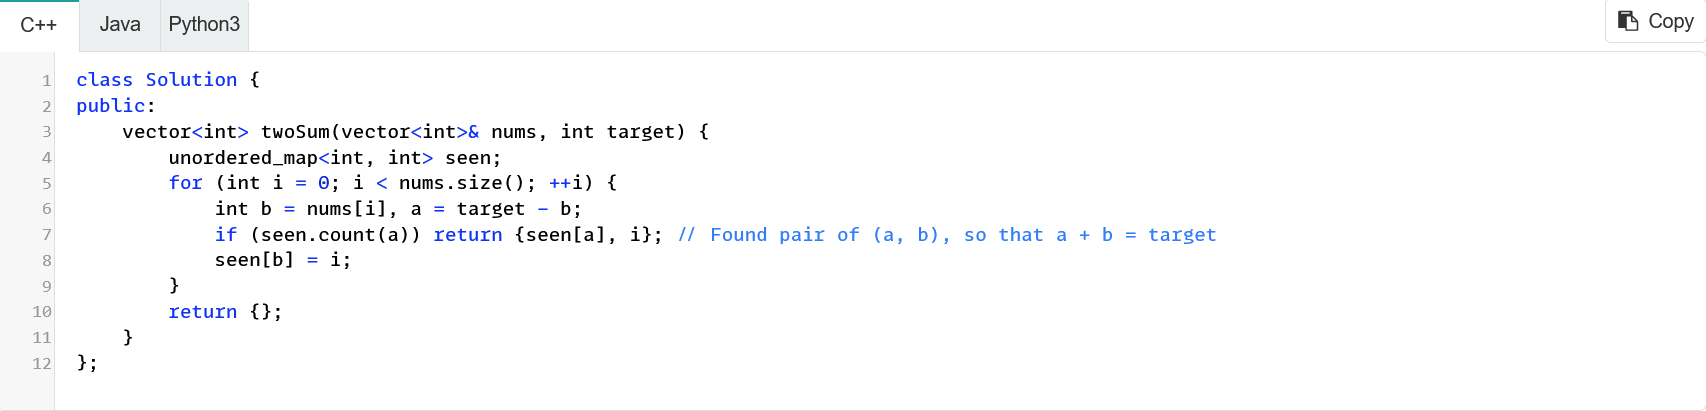 C++ Java Python3 Copy
1 class Solution {
2 public:
3     vector<int> twoSum(vector<int>& nums, int target) {
4         unordered_map<int, int> seen;
5         for (int i = 0; i < nums.size(); ++i) {
6             int b = nums[i], a = target - b;
7             if (seen.count(a)) return {seen[a], i}; // Found pair of (a, b), so that a + b = target
8             seen[b] = i;
9         }
10         return {};
11     }
12 };